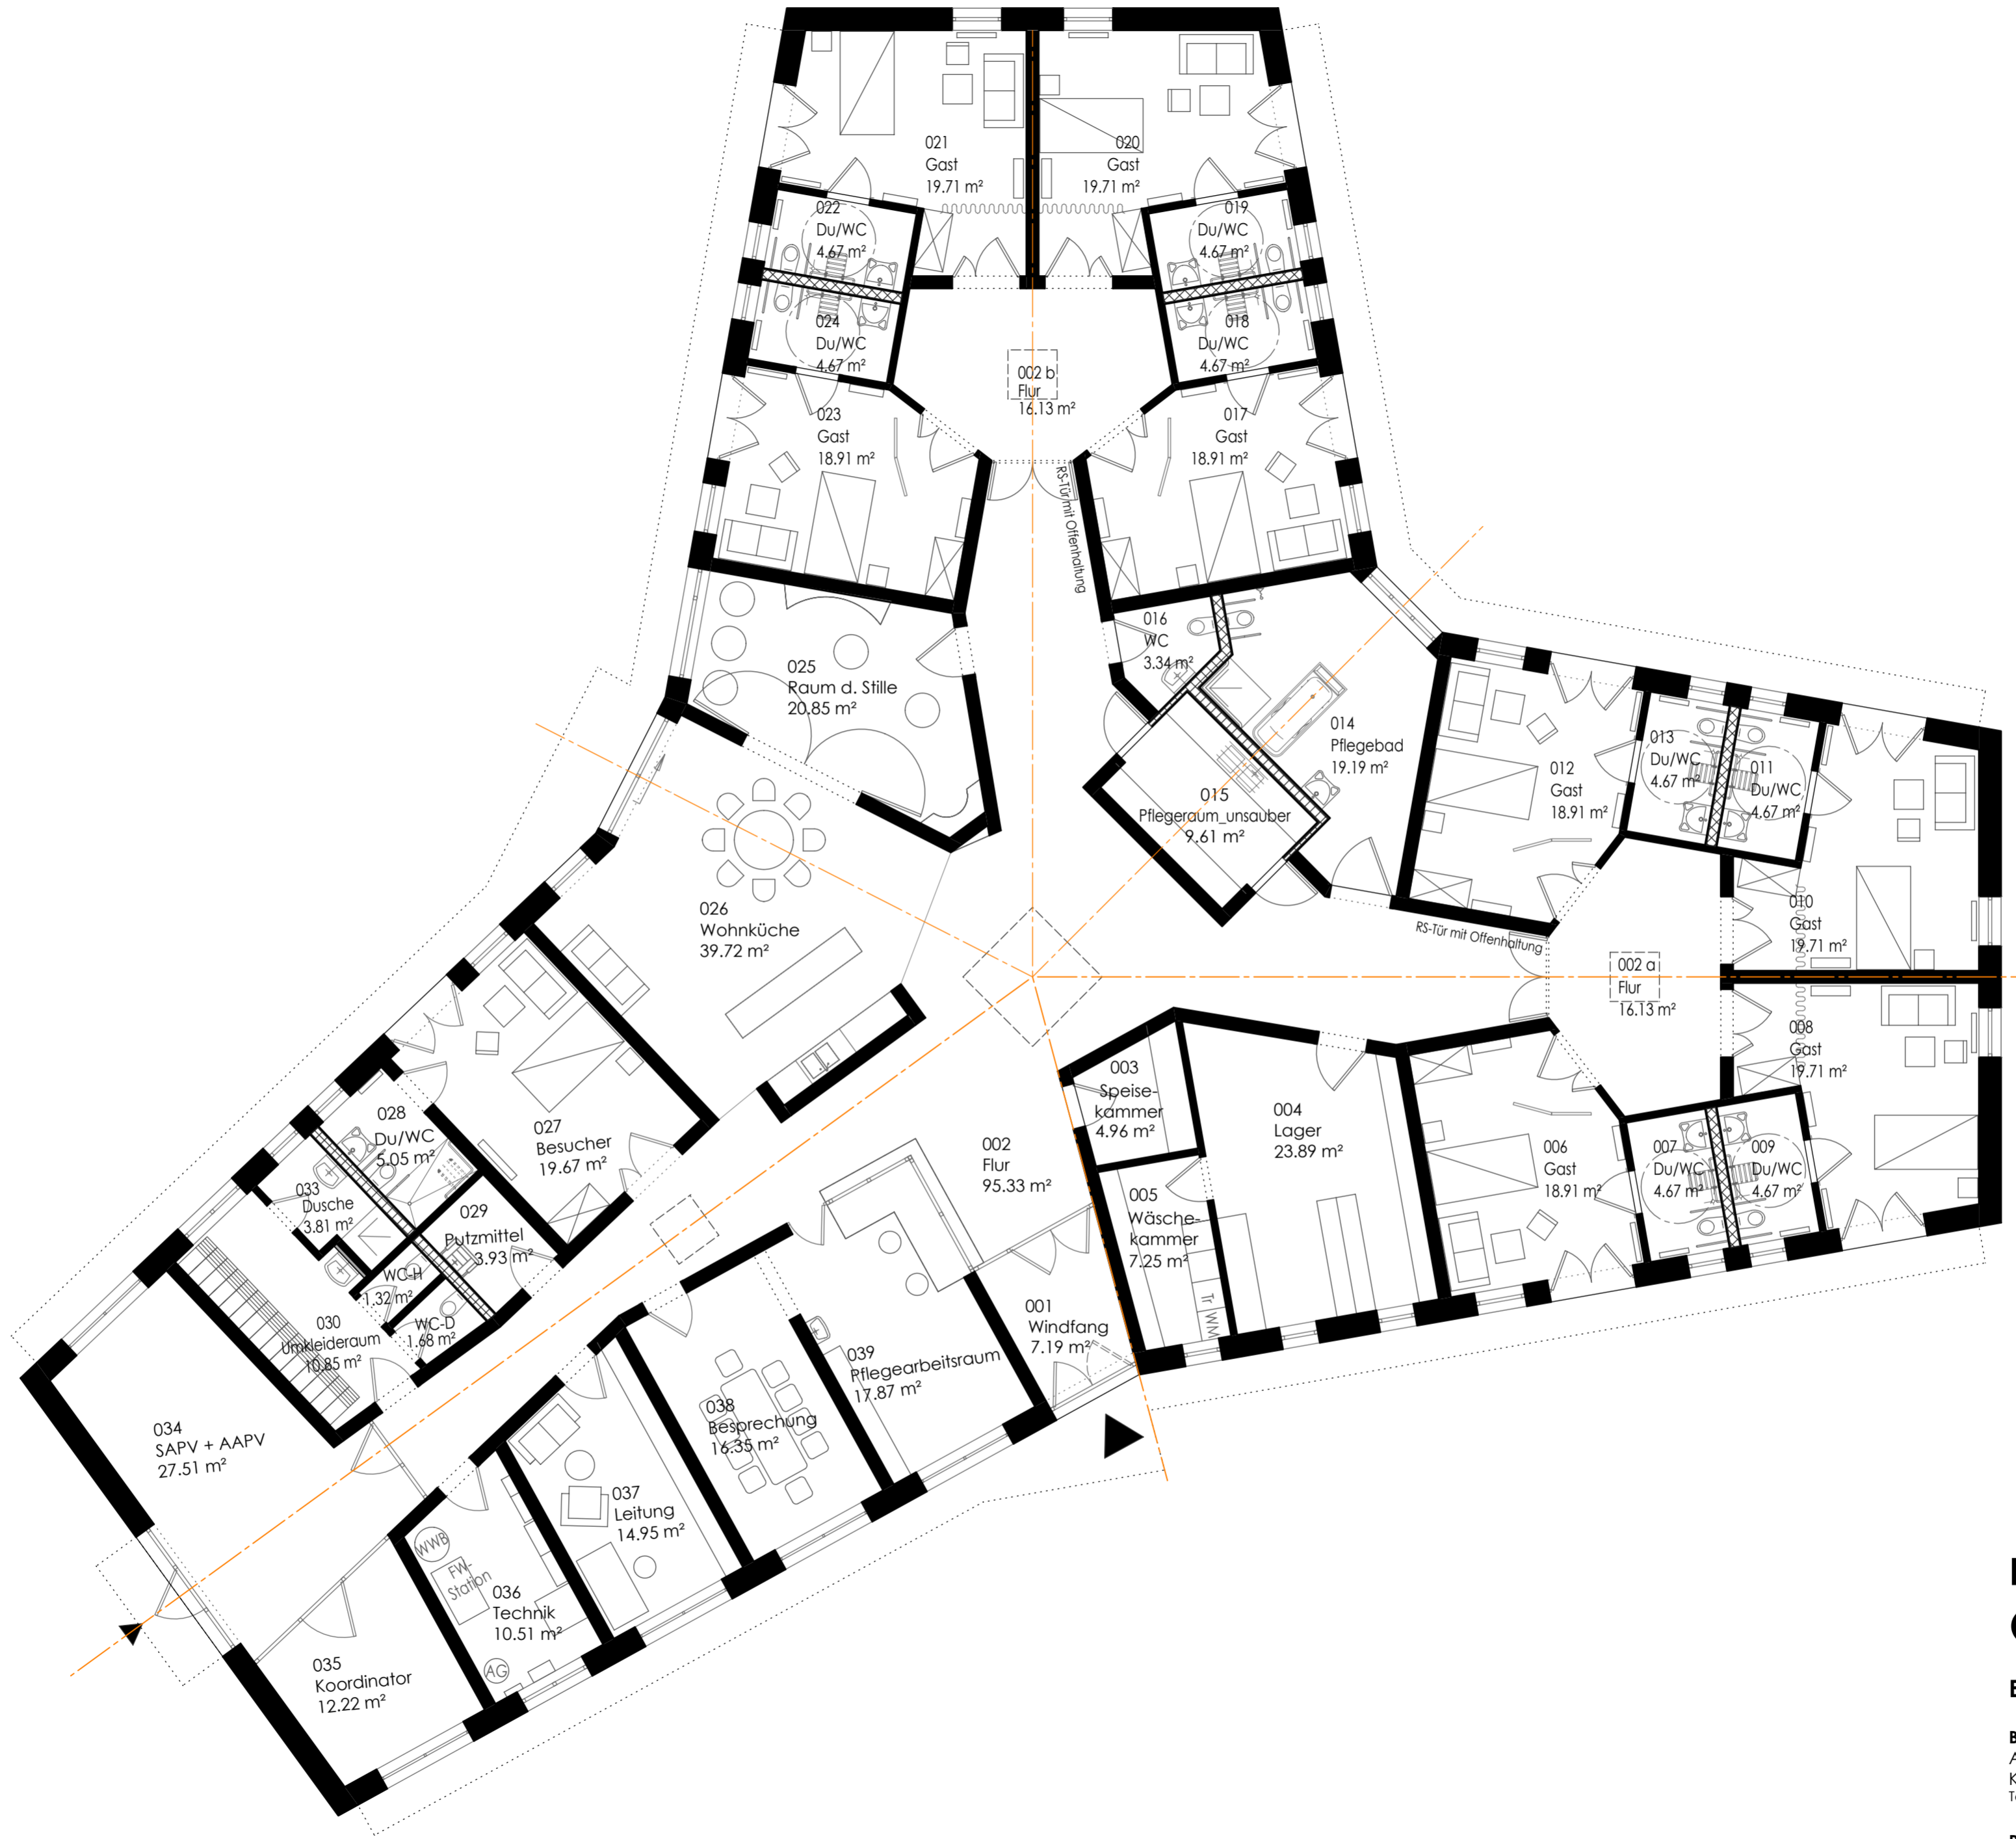 021
Gast
19.71 m²
020
Gast
19.71 m²
022
Du/WC
4.67 m²
019
Du/WC
4.67 m²
024
Du/WC
4.67 m²
018
Du/WC
4.67 m²
002 b
Flur
16.13 m²
023
Gast
18.91 m²
017
Gast
18.91 m²
RS-Tür mit Offenhaltung
016
WC
3.34 m²
025
Raum d. Stille
20.85 m²
014
Pflegebad
19.19 m²
015
Pflegeraum_unsauber
9.61 m²
012
Gast
18.91 m²
013
Du/WC
4.67 m²
011
Du/WC
4.67 m²
010
Gast
19.71 m²
RS-Tür mit Offenhaltung
002 a
Flur
16.13 m²
008
Gast
19.71 m²
026
Wohnküche
39.72 m²
003
Speise-
kammer
4.96 m²
004
Lager
23.89 m²
006
Gast
18.91 m²
007
Du/WC
4.67 m²
009
Du/WC
4.67 m²
005
Wäsche-
kammer
7.25 m²
Tr
WM
002
Flur
95.33 m²
028
Du/WC
5.05 m²
027
Besucher
19.67 m²
033
Dusche
3.81 m²
029
Putzmittel
3.93 m²
WC-H
1.32 m²
WC-D
1.68 m²
030
Umkleideraum
10.85 m²
001
Windfang
7.19 m²
039
Pflegearbeitsraum
17.87 m²
038
Besprechung
16.35 m²
034
SAPV + AAPV
27.51 m²
037
Leitung
14.95 m²
WWB
FW-
Station
036
Technik
10.51 m²
AG
035
Koordinator
12.22 m²